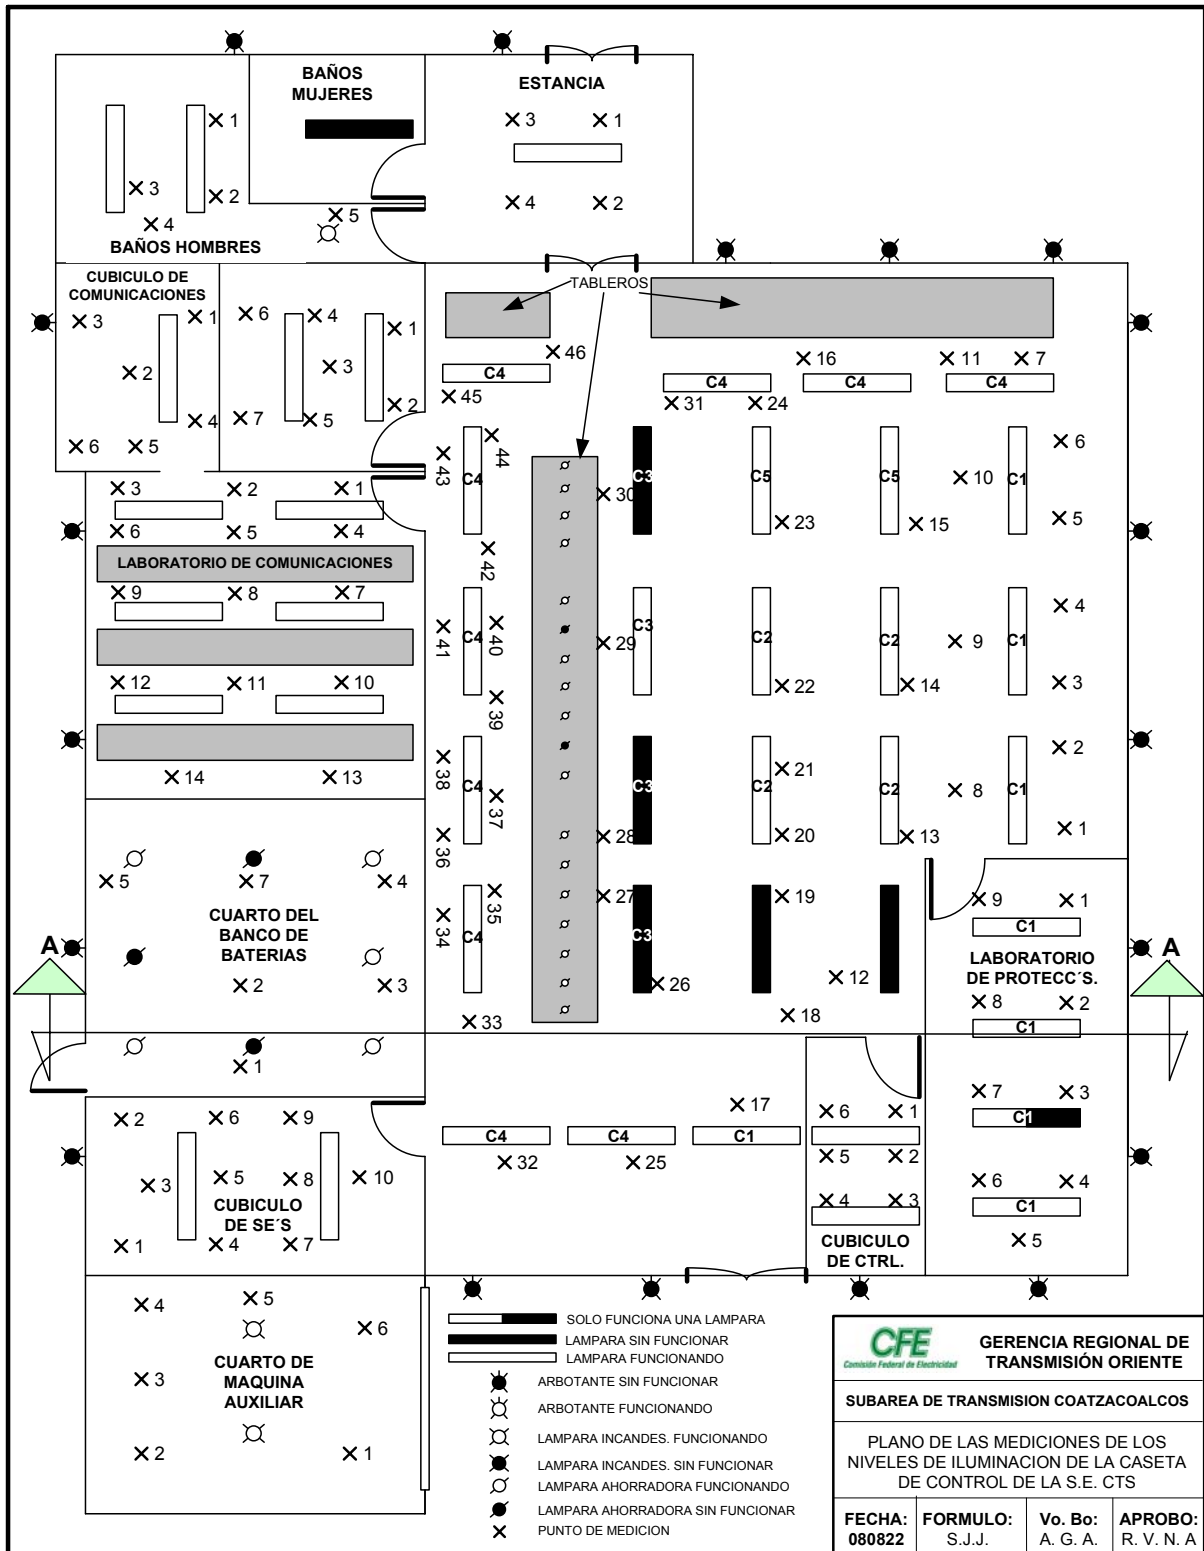 BAÑOS
MUJERES
ESTANCIA
3 1
1
3
2
4
4 2
5
BAÑOS HOMBRES
CUBICULO DE
COMUNICACIONES
TABLEROS
3 1 6 4 1
2 3
4 7 5 2
6 5
46 16 11 7
C4 C4 C4 C4
45 31 24
44 6
43 C4 C3 C5 C5 10 C1
30
23 15 5
42
3 2 1
6 5 4
LABORATORIO DE COMUNICACIONES
9 8 7
12 11 10
14 13
4
41 C4 40 29 C3 C2 C2 9 C1
39 22 14 3
2
38 C4 37 C3 21 C2 C2 8 C1
36 28 20 13 1
35 27 19
34 C4 C3
26 12
33 18
5 7 4
CUARTO DEL
BANCO DE
BATERIAS
2 3
1
A A
9 1
C1
LABORATORIO
DE PROTECC´S.
8 2
C1
7 3
C1
6 4
C1
5
17
C4 C4 C1
32 25
6 1
5 2
4 3
CUBICULO
DE CTRL.
2 6 9
3 5 8 10
CUBICULO
DE SE´S
1 4 7
4 5
6
CUARTO DE
MAQUINA
AUXILIAR
3
2 1
SOLO FUNCIONA UNA LAMPARA
LAMPARA SIN FUNCIONAR
LAMPARA FUNCIONANDO
ARBOTANTE SIN FUNCIONAR
ARBOTANTE FUNCIONANDO
LAMPARA INCANDES. FUNCIONANDO
LAMPARA INCANDES. SIN FUNCIONAR
LAMPARA AHORRADORA FUNCIONANDO
LAMPARA AHORRADORA SIN FUNCIONAR
PUNTO DE MEDICION
CFE
Comisión Federal de Electricidad
GERENCIA REGIONAL DE
TRANSMISIÓN ORIENTE
SUBAREA DE TRANSMISION COATZACOALCOS
PLANO DE LAS MEDICIONES DE LOS
NIVELES DE ILUMINACION DE LA CASETA
DE CONTROL DE LA S.E. CTS
FECHA: FORMULO: Vo. Bo: APROBO:
080822 S.J.J. A. G. A. R. V. N. A